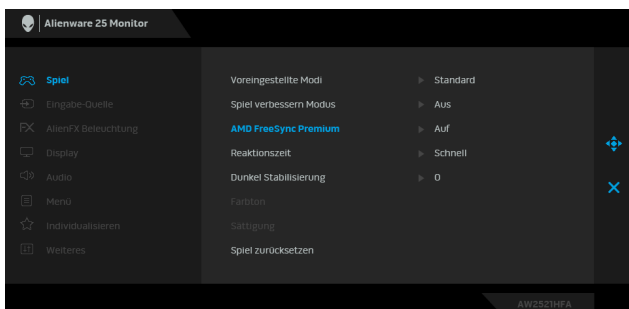 Alienware 25 Monitor
Spiel
Eingabe-Quelle
AlienFX Beleuchtung
Display
Audio
Menü
Individualisieren
Weiteres
Voreingestellte Modi Standard
Spiel verbessern Modus Aus
AMD FreeSync Premium Auf
Reaktionszeit Schnell
Dunkel Stabilisierung 0
Farbton
Sättigung
Spiel zurücksetzen
AW2521HFA